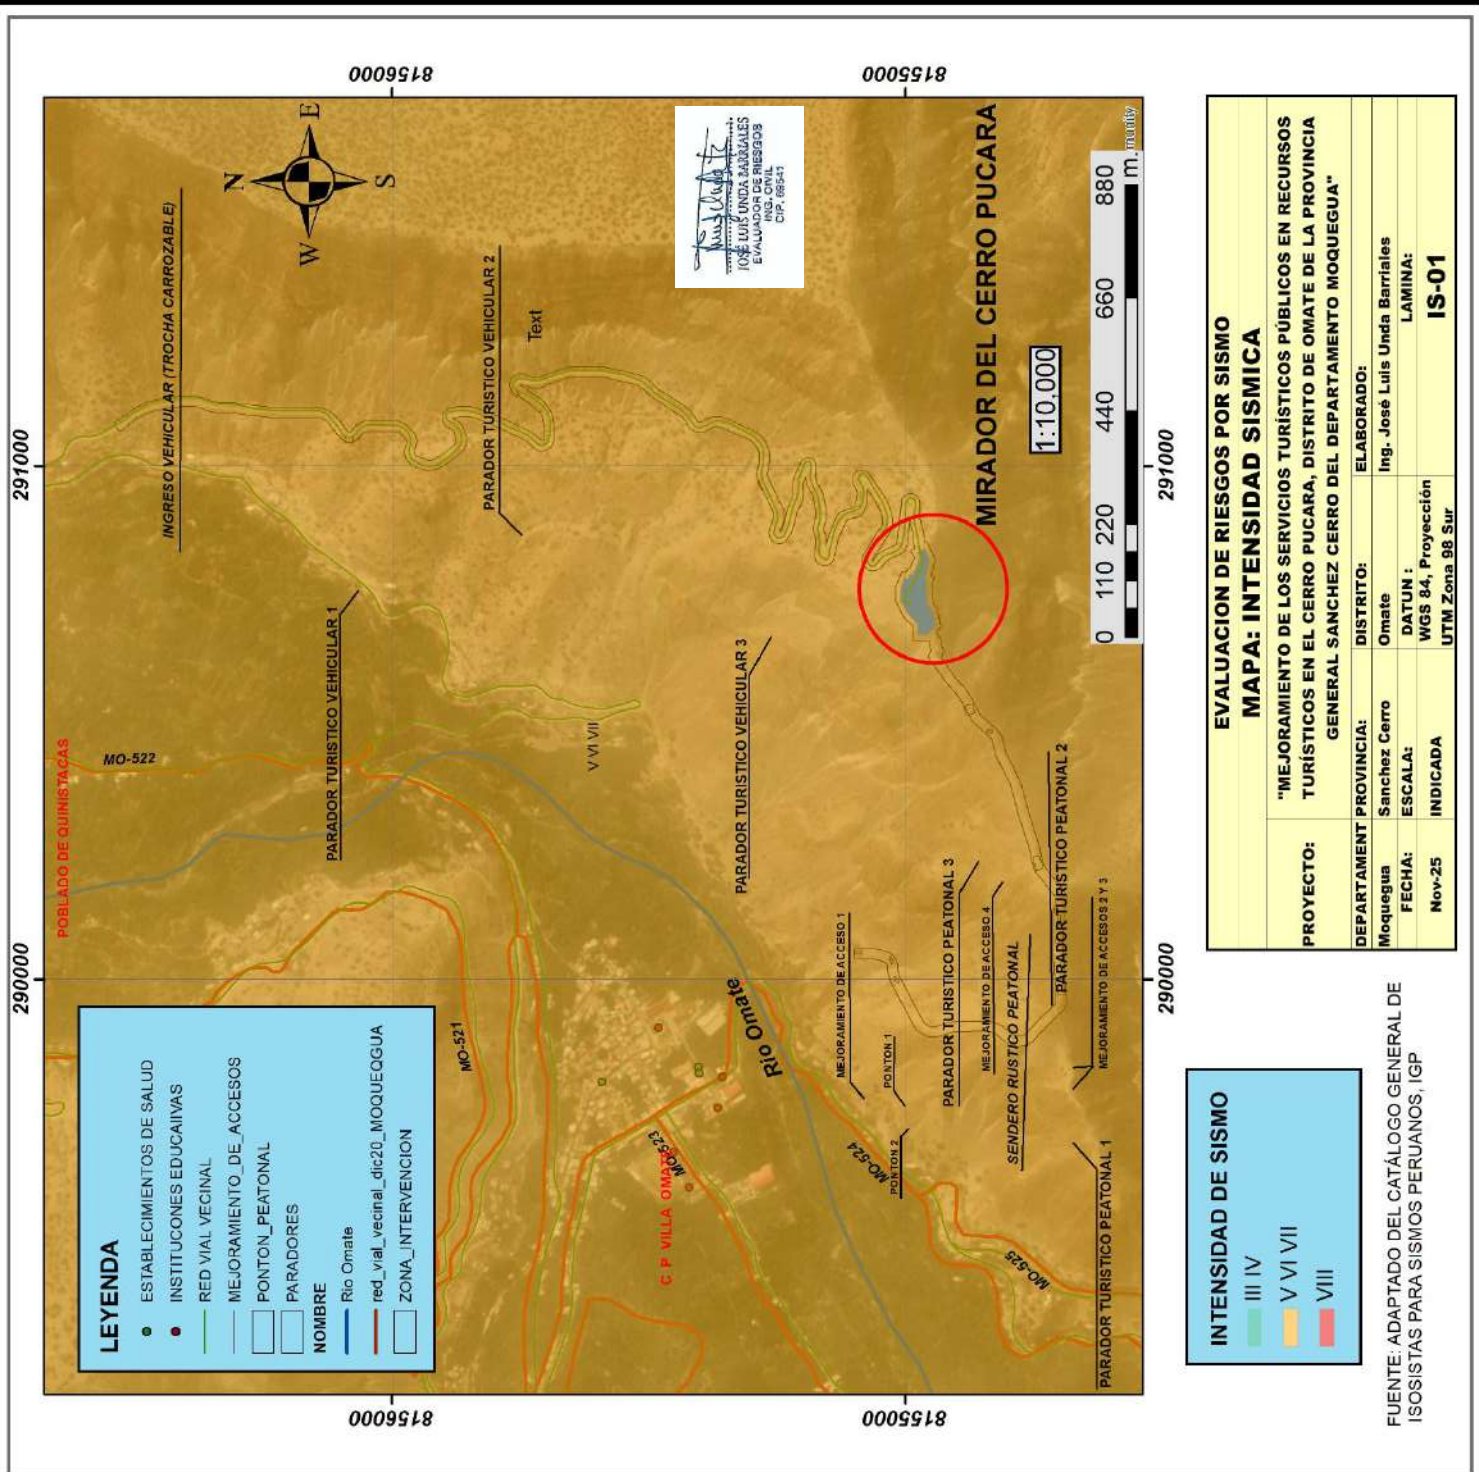 8156000
8155000
291000
290000
291000
290000
8156000
8155000
N
E
S
W
INGRESO VEHICULAR (TROCHA CARROZABLE)
PARADOR TURISTICO VEHICULAR 2
Text
PARADOR TURISTICO VEHICULAR 1
PARADOR TURISTICO VEHICULAR 3
V VI VII
MO-522
POBLADO DE QUINISTACAS
MO-521
MO-523
C P VILLA OMATE
Río Omate
MO-524
MO-525
MEJORAMIENTO DE ACCESO 1
PONTON 1
PONTON 2
PARADOR TURISTICO PEATONAL 3
MEJORAMIENTO DE ACCESO 4
SENDERO RUSTICO PEATONAL
PARADOR TURISTICO PEATONAL 2
MEJORAMIENTO DE ACCESOS 2 Y 3
PARADOR TURISTICO PEATONAL 1
MIRADOR DEL CERRO PUCARA
JOSÉ LUIS UNDA BARRIALES
EVALUADOR DE RIESGOS
ING. CIVIL
CIP. 69541
1:10,000
0 110 220 440 660 880
m.
munity
LEYENDA
ESTABLECIMIENTOS DE SALUD
INSTITUCONES EDUCAIIVAS
RED VIAL VECINAL
MEJORAMIENTO_DE_ACCESOS
PONTON_PEATONAL
PARADORES
NOMBRE
Río Omate
red_vial_vecinal_dic20_MOQUEQGUA
ZONA_INTERVENCION
INTENSIDAD DE SISMO
III IV
V VI VII
VIII
FUENTE: ADAPTADO DEL CATÁLOGO GENERAL DE
ISOSISTAS PARA SISMOS PERUANOS, IGP
EVALUACION DE RIESGOS POR SISMO
MAPA: INTENSIDAD SISMICA
PROYECTO:
"MEJORAMIENTO DE LOS SERVICIOS TURÍSTICOS PÚBLICOS EN RECURSOS
TURÍSTICOS EN EL CERRO PUCARA, DISTRITO DE OMATE DE LA PROVINCIA
GENERAL SANCHEZ CERRO DEL DEPARTAMENTO MOQUEGUA"
DEPARTAMENT PROVINCIA: DISTRITO: ELABORADO:
Moquegua Sanchez Cerro Omate Ing. José Luis Unda Barriales
FECHA: ESCALA: DATUN : LAMINA:
Nov-25 INDICADA WGS 84, Proyección
UTM Zona 98 Sur
IS-01